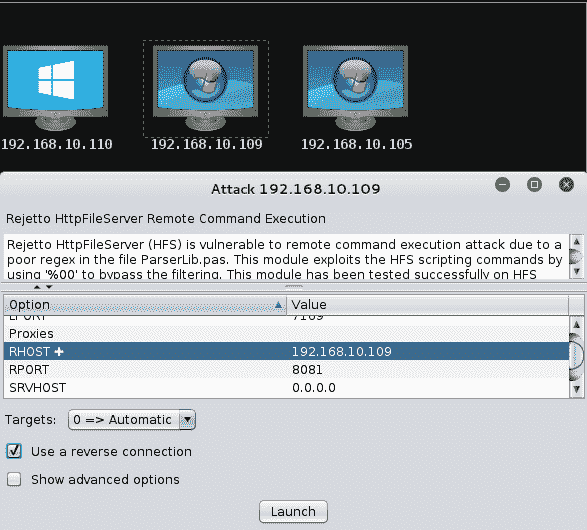 192.168.10.110 192.168.10.109 192.168.10.105
Attack 192.168.10.109
Rejetto HttpFileServer Remote Command Execution
Rejetto HttpFileServer (HFS) is vulnerable to remote command execution attack due to a
poor regex in the file ParserLib.pas. This module exploits the HFS scripting commands by
using '%00' to bypass the filtering. This module has been tested successfully on HFS
Option Value
LPORT 7109
Proxies
RHOST ✚ 192.168.10.109
RPORT 8081
SRVHOST 0.0.0.0
Targets: 0 => Automatic
Use a reverse connection
Show advanced options
Launch